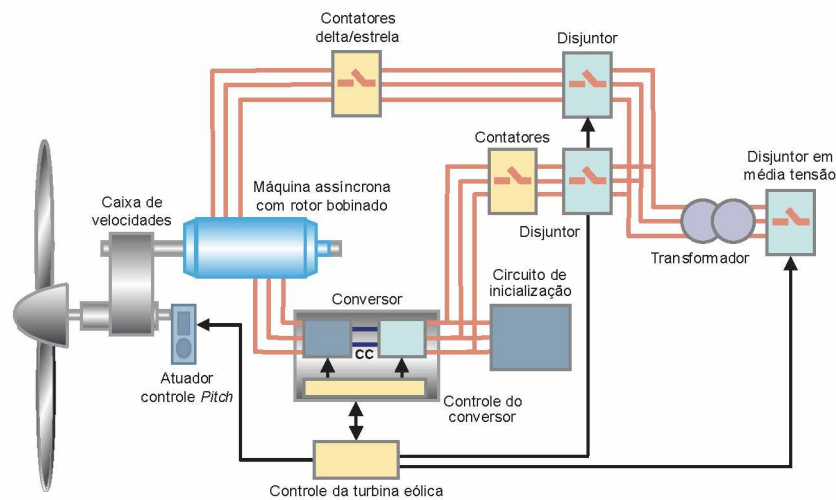 Contatores
delta/estrela
Disjuntor
Contatores
Disjuntor em
média tensão
Caixa de
velocidades
Máquina assíncrona
com rotor bobinado
Disjuntor
Transformador
Circuito de
inicialização
Conversor
CC
Atuador
controle Pitch
Controle do
conversor
Controle da turbina eólica